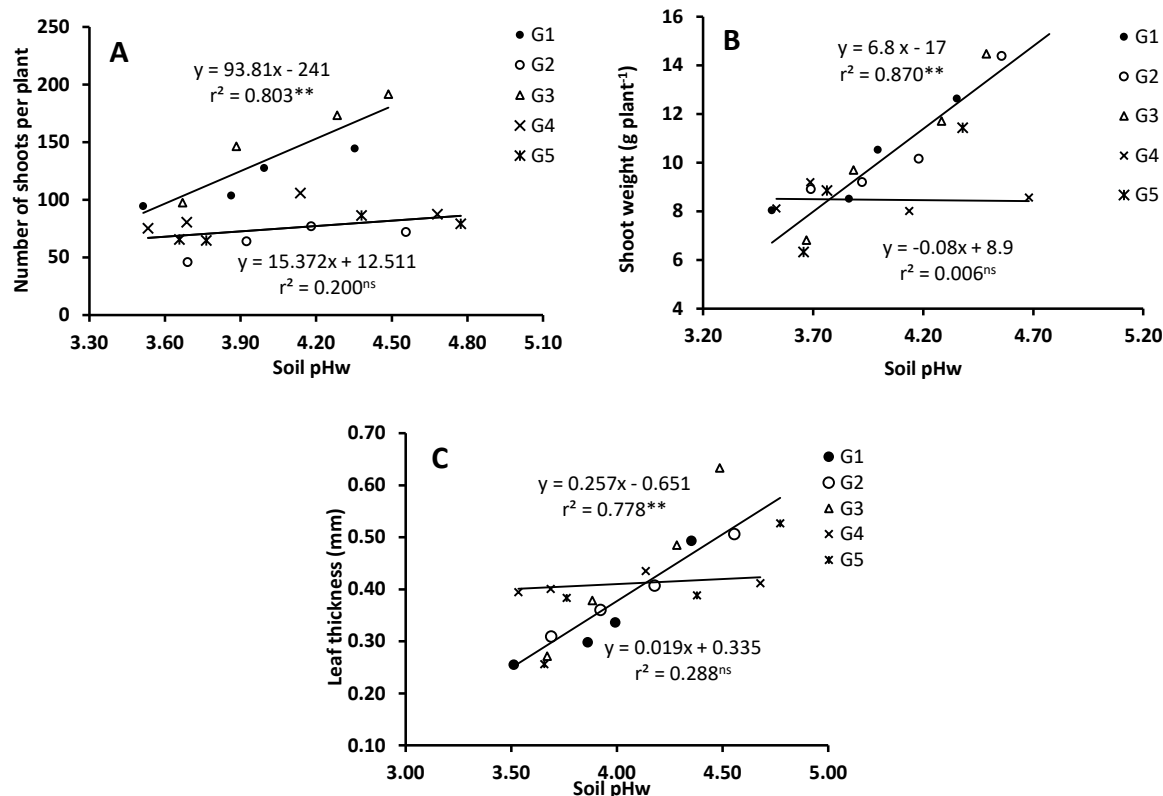 A
Number of shoots per plant
250
200
150
100
50
0
y = 93.81x - 241
r² = 0.803**
y = 15.372x + 12.511
r² = 0.200ⁿˢ
G1
G2
G3
G4
G5
3.30 3.60 3.90 4.20 4.50 4.80 5.10
Soil pHw
B
Shoot weight (g plant⁻¹)
16
14
12
10
8
6
4
y = 6.8 x - 17
r² = 0.870**
y = -0.08x + 8.9
r² = 0.006ⁿˢ
G1
G2
G3
G4
G5
3.20 3.70 4.20 4.70 5.20
Soil pHw
C
Leaf thickness (mm)
0.70
0.60
0.50
0.40
0.30
0.20
0.10
y = 0.257x - 0.651
r² = 0.778**
y = 0.019x + 0.335
r² = 0.288ⁿˢ
G1
G2
G3
G4
G5
3.00 3.50 4.00 4.50 5.00
Soil pHw